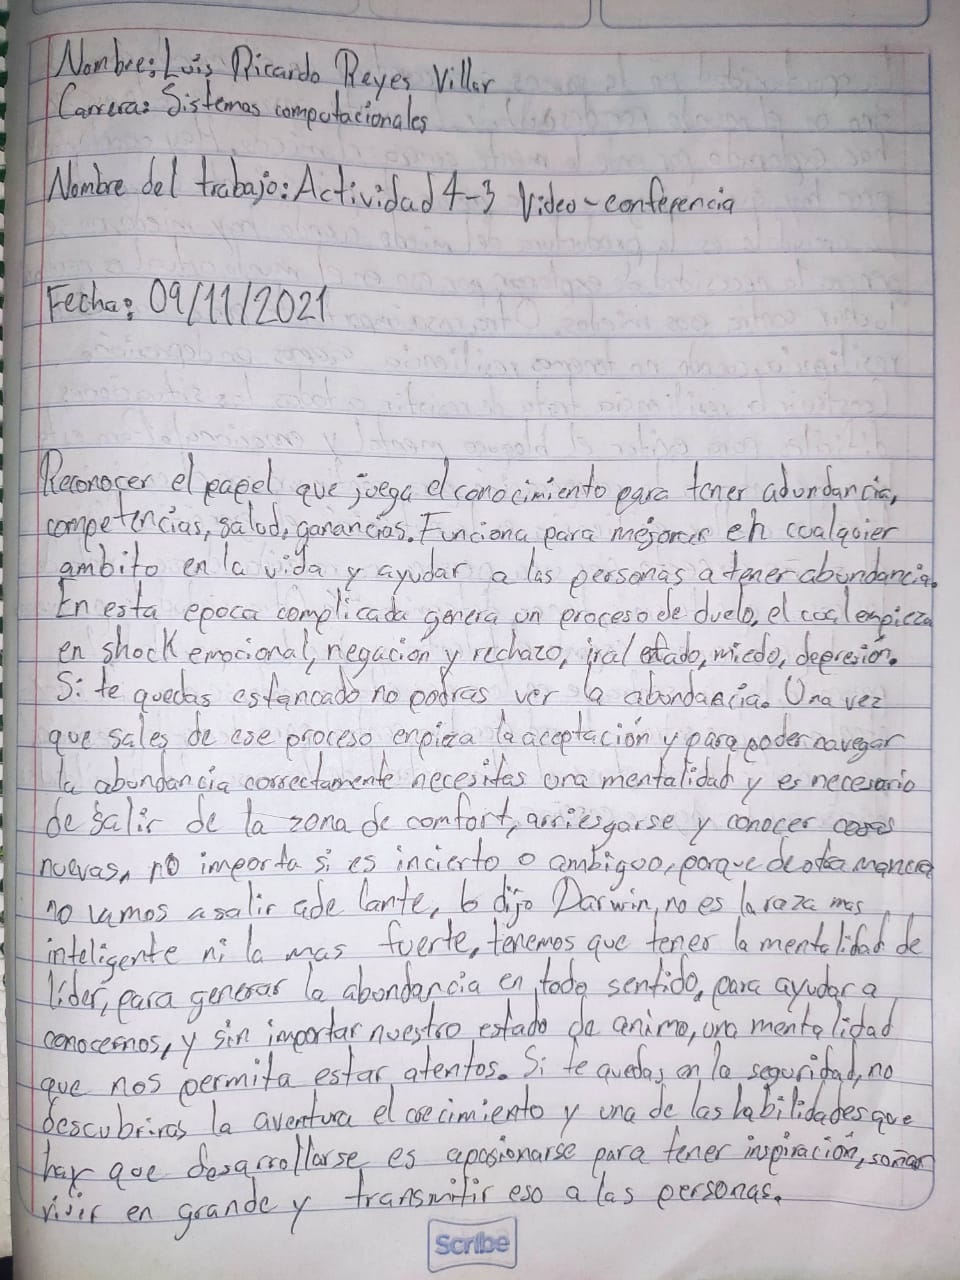 Nombre: Luis Ricardo Reyes Villar
Carrera: Sistemas computacionales
Nombre del trabajo: Actividad 4-3 Video-conferencia
Fecha: 09/11/2021
Reconocer el papel que juega el conocimiento para tener abundancia,
competencias, salud, ganancias. Funciona para mejorar en cualquier
ambito en la vida y ayudar a las personas a tener abundancia.
En esta epoca complicada genera un proceso de duelo, el cual empieza
en shock emocional, negación y rechazo, ira, enfado, miedo, depresión.
Si te quedas estancado no podras ver la abundancia. Una vez
que sales de ese proceso empieza la aceptación y para poder navegar
la abundancia correctamente necesitas una mentalidad y es necesario
de salir de la zona de comfort, arriesgarse y conocer cosas
nuevas, no importa si es incierto o ambiguo, porque de otra manera
no vamos a salir adelante, lo dijo Darwin, no es la raza mas
inteligente ni la mas fuerte, tenemos que tener la mentalidad de
líder, para generar la abundancia en todo sentido, para ayudar a
conocernos, y sin importar nuestro estado de animo, una mentalidad
que nos permita estar atentos. Si te quedas en la seguridad, no
descubriras la aventura el crecimiento y una de las habilidades que
hay que desarrollarse es apasionarse para tener inspiración, soñar
vivir en grande y transmitir eso a las personas.
Scribe